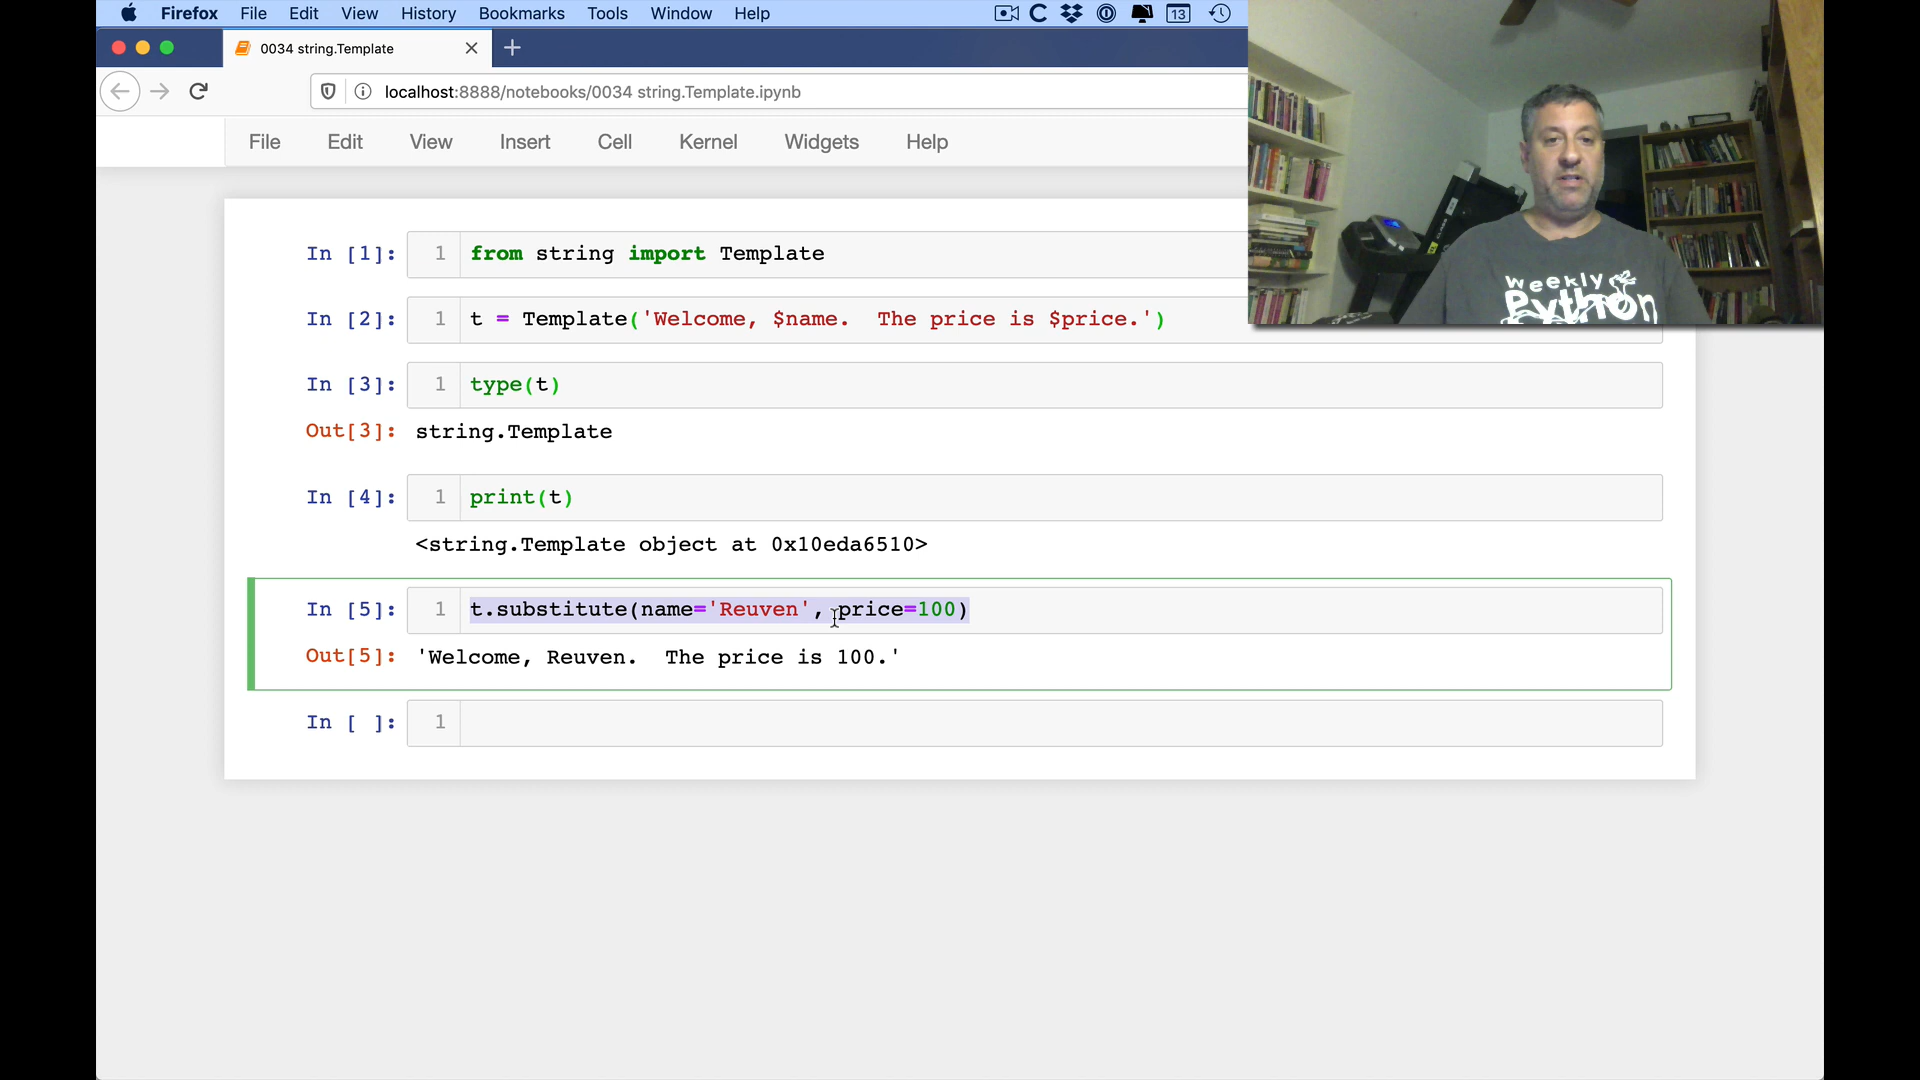 Firefox File Edit View History Bookmarks Tools Window Help 13
0034 string.Template
localhost:8888/notebooks/0034 string.Template.ipynb
File Edit View Insert Cell Kernel Widgets Help
In [1]: 1 from string import Template
In [2]: 1 t = Template('Welcome, $name.  The price is $price.')
In [3]: 1 type(t)
Out[3]: string.Template
In [4]: 1 print(t)
<string.Template object at 0x10eda6510>
In [5]: 1 t.substitute(name='Reuven', price=100)
Out[5]: 'Welcome, Reuven.  The price is 100.'
In [ ]: 1
weekly
Python